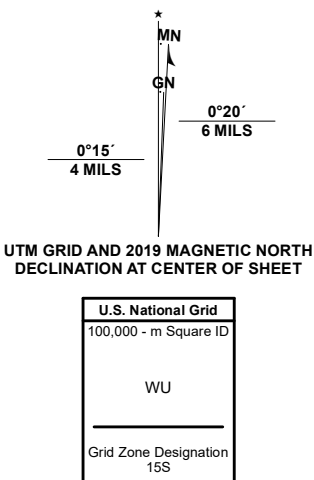 MN
GN
0°20´
6 MILS
0°15´
4 MILS
UTM GRID AND 2019 MAGNETIC NORTH
DECLINATION AT CENTER OF SHEET
U.S. National Grid
100,000 - m Square ID
WU
Grid Zone Designation
15S